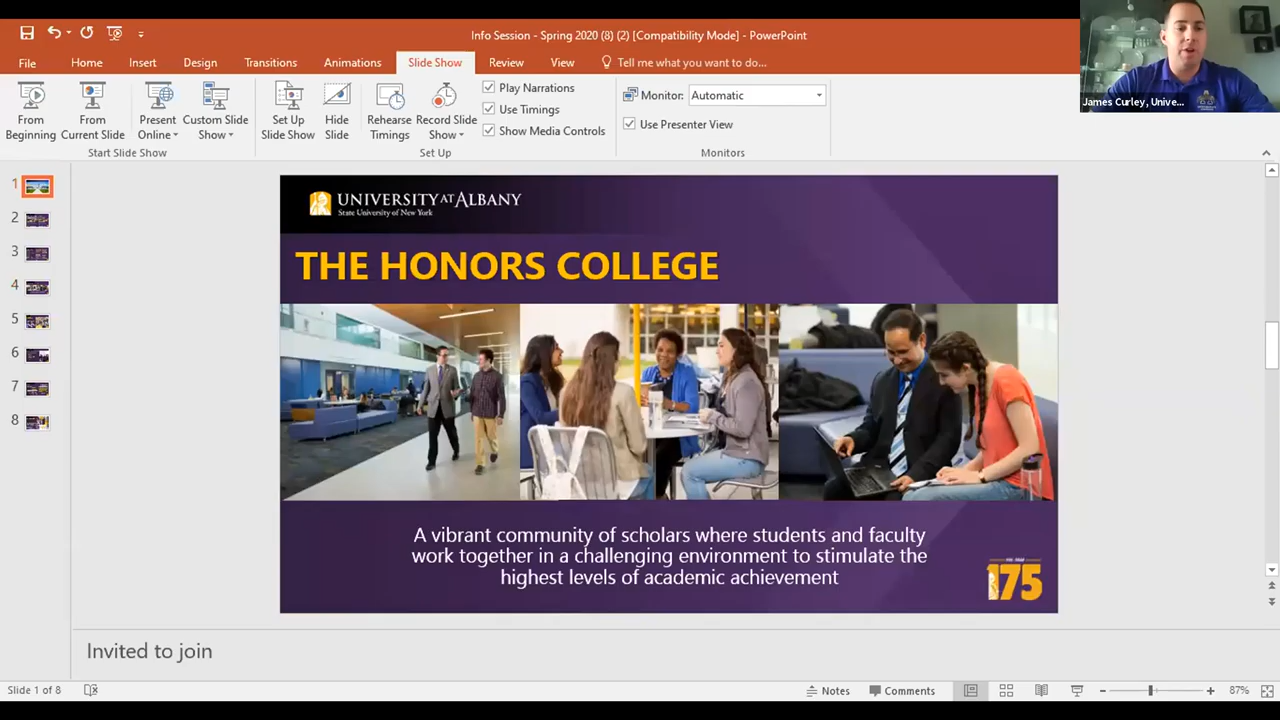 Info Session - Spring 2020 (8) (2) [Compatibility Mode] - PowerPoint
James Curley, Unive...
File Home Insert Design Transitions Animations Slide Show Review View Tell me what you want to do...
From Beginning
From Current Slide
Present Online
Custom Slide Show
Start Slide Show
Set Up Slide Show
Hide Slide
Rehearse Timings
Record Slide Show
Play Narrations
Use Timings
Show Media Controls
Set Up
Monitor: Automatic
Use Presenter View
Monitors
1
2
3
4
5
6
7
8
UNIVERSITY AT ALBANY
State University of New York
THE HONORS COLLEGE
A vibrant community of scholars where students and faculty
work together in a challenging environment to stimulate the
highest levels of academic achievement
175
Invited to join
Slide 1 of 8 Notes Comments 87%